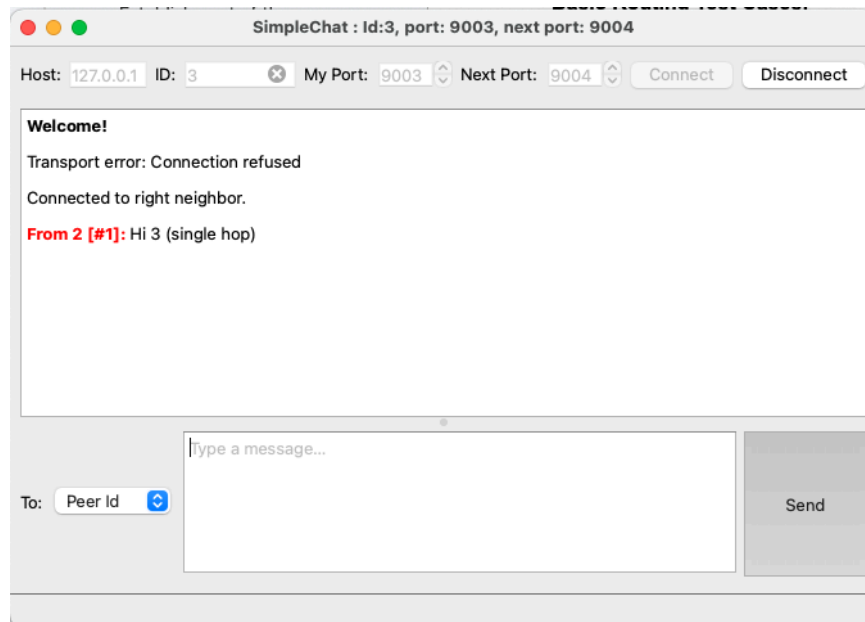 SimpleChat : Id:3, port: 9003, next port: 9004
Host: 127.0.0.1 ID: 3 My Port: 9003 Next Port: 9004 Connect Disconnect
Welcome!
Transport error: Connection refused
Connected to right neighbor.
From 2 [#1]: Hi 3 (single hop)
Type a message...
To: Peer Id Send